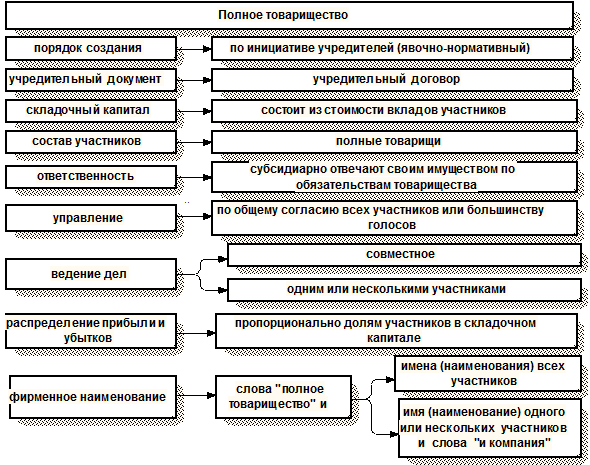 Полное товарищество
порядок создания
по инициативе учредителей (явочно-нормативный)
учредительный документ
учредительный договор
складочный капитал
состоит из стоимости вкладов участников
состав участников
полные товарищи
ответственность
субсидиарно отвечают своим имуществом по
обязательствам товарищества
управление
по общему согласию всех участников или большинству
голосов
ведение дел
совместное
одним или несколькими участниками
распределение прибыли и
убытков
пропорционально долям участников в складочном
капитале
фирменное наименование
слова "полное
товарищество" и
имена (наименования) всех
участников
имя (наименование) одного
или нескольких участников
и слова "и компания"